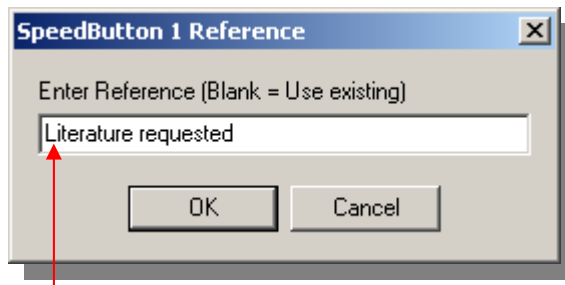 SpeedButton 1 Reference
Enter Reference (Blank = Use existing)
Literature requested
OK Cancel